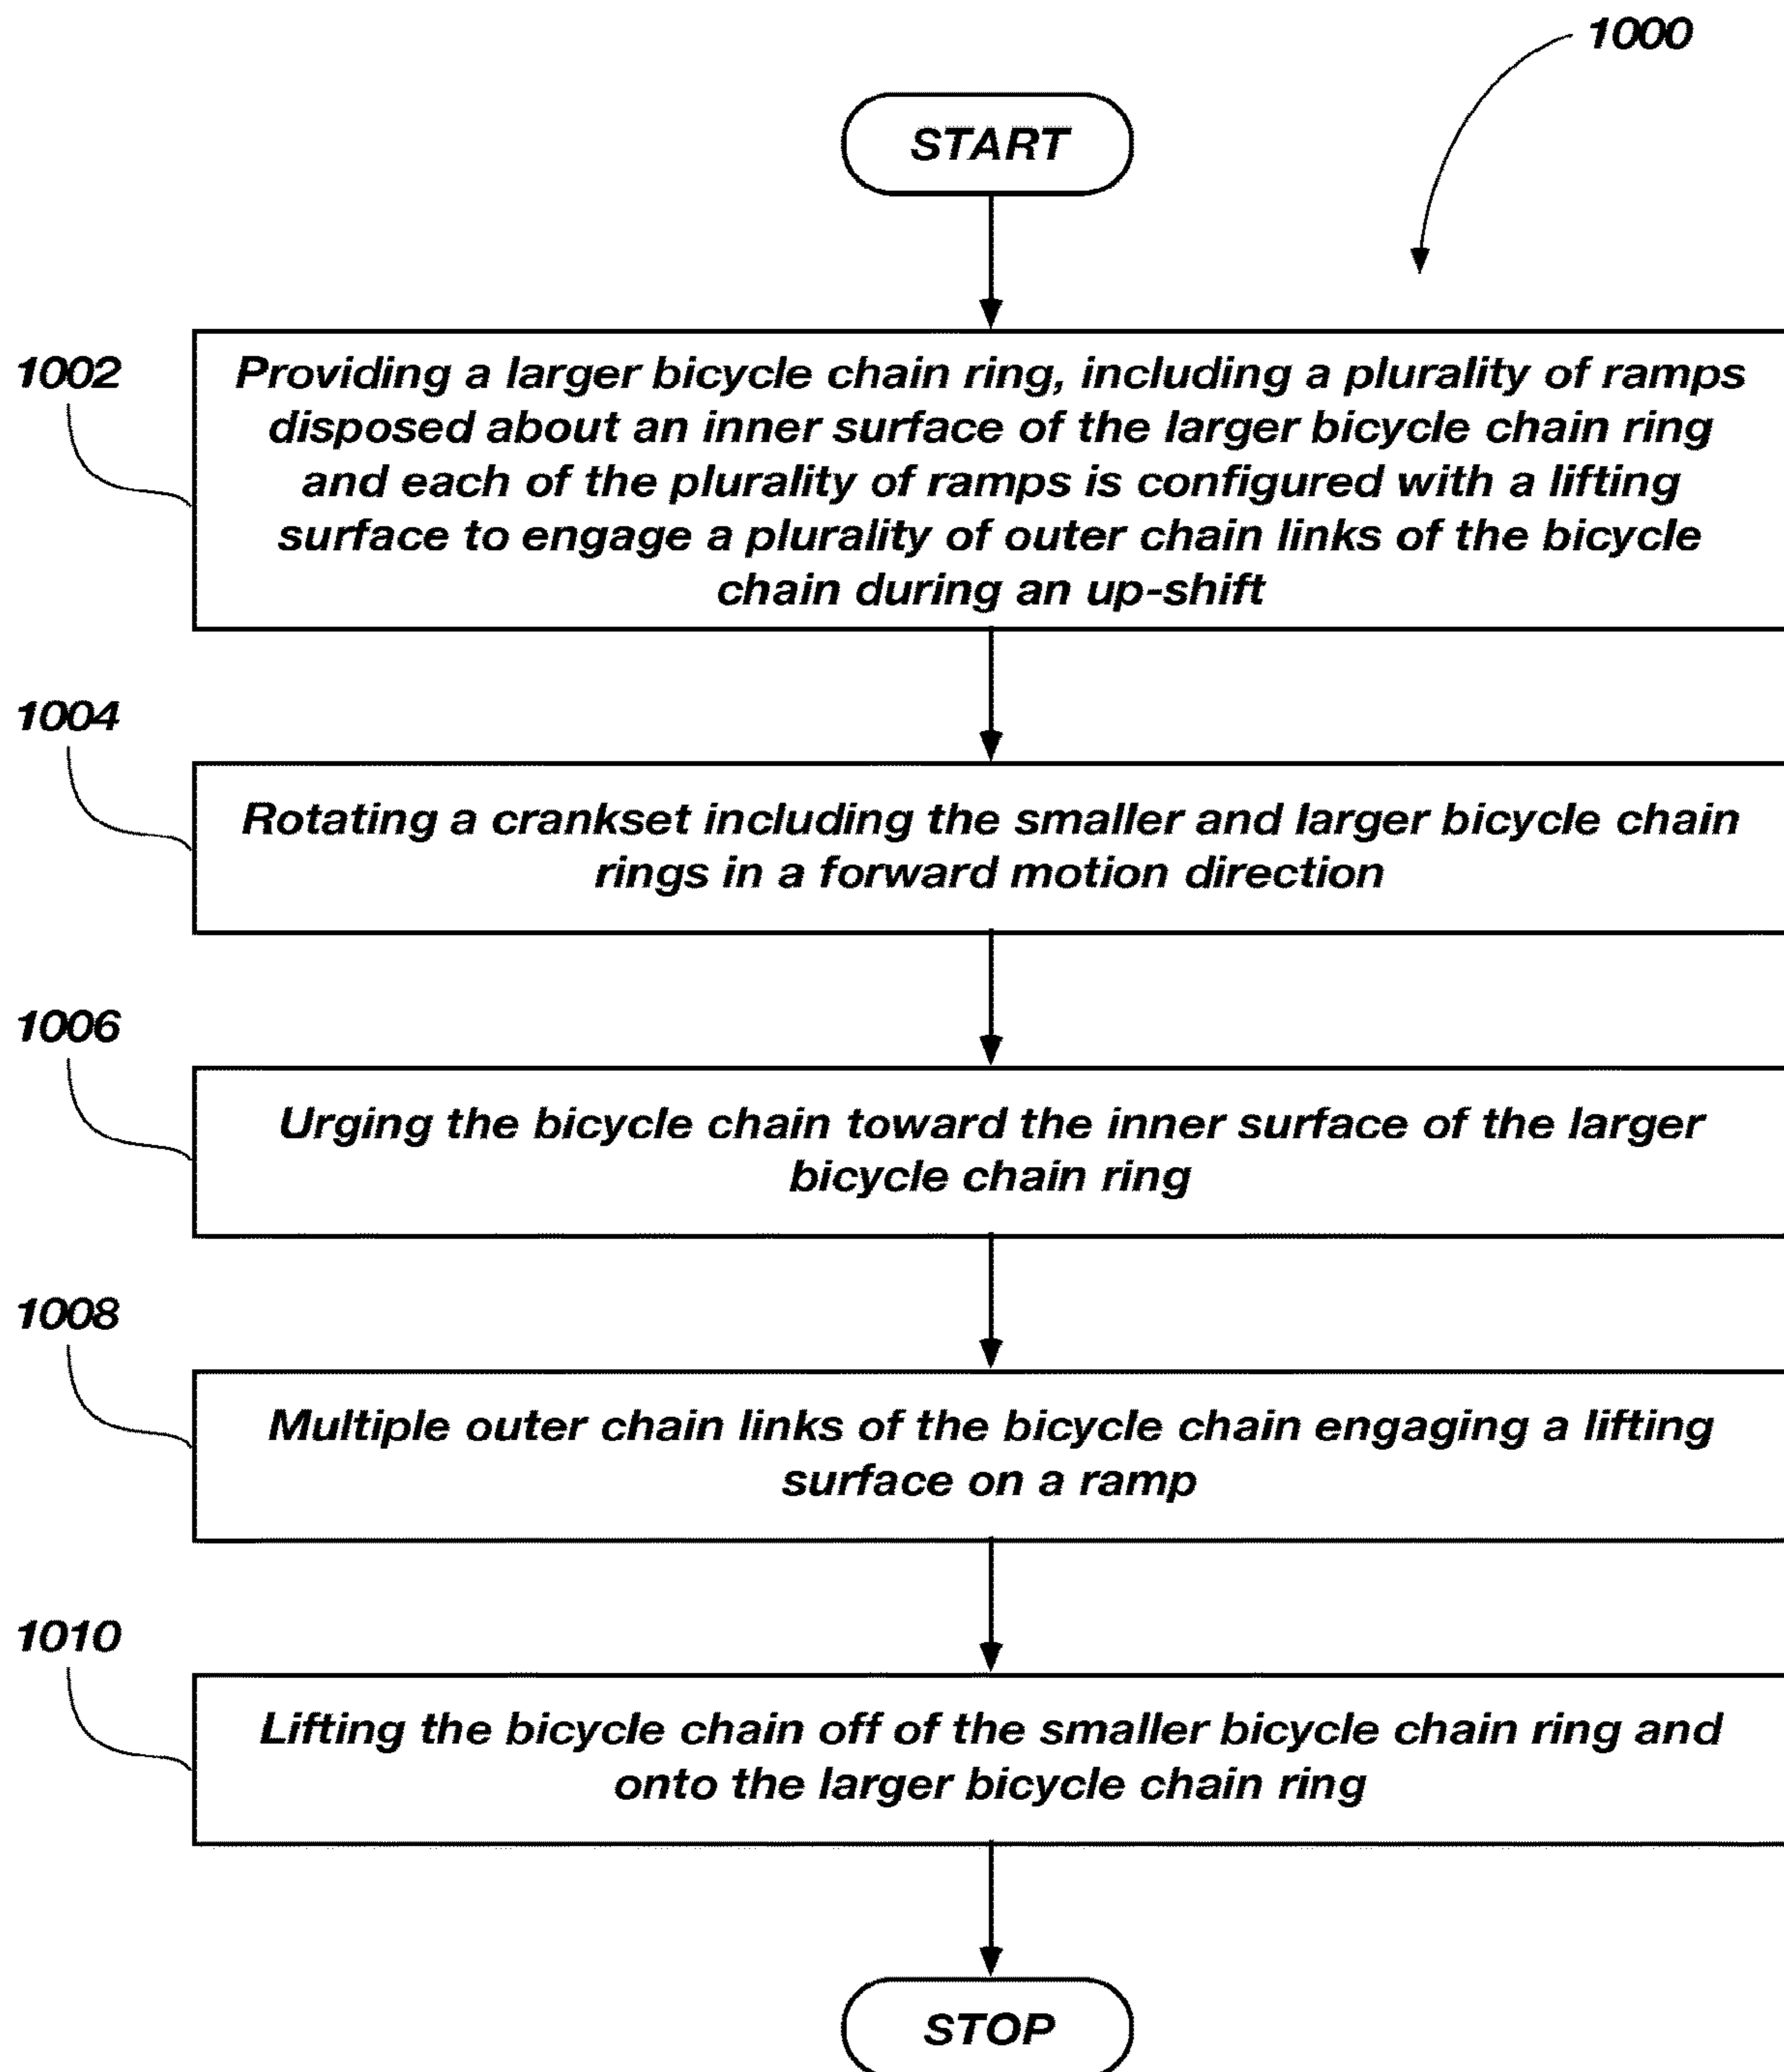 1000
START
1002
Providing a larger bicycle chain ring, including a plurality of ramps
disposed about an inner surface of the larger bicycle chain ring
and each of the plurality of ramps is configured with a lifting
surface to engage a plurality of outer chain links of the bicycle
chain during an up-shift
1004
Rotating a crankset including the smaller and larger bicycle chain
rings in a forward motion direction
1006
Urging the bicycle chain toward the inner surface of the larger
bicycle chain ring
1008
Multiple outer chain links of the bicycle chain engaging a lifting
surface on a ramp
1010
Lifting the bicycle chain off of the smaller bicycle chain ring and
onto the larger bicycle chain ring
STOP